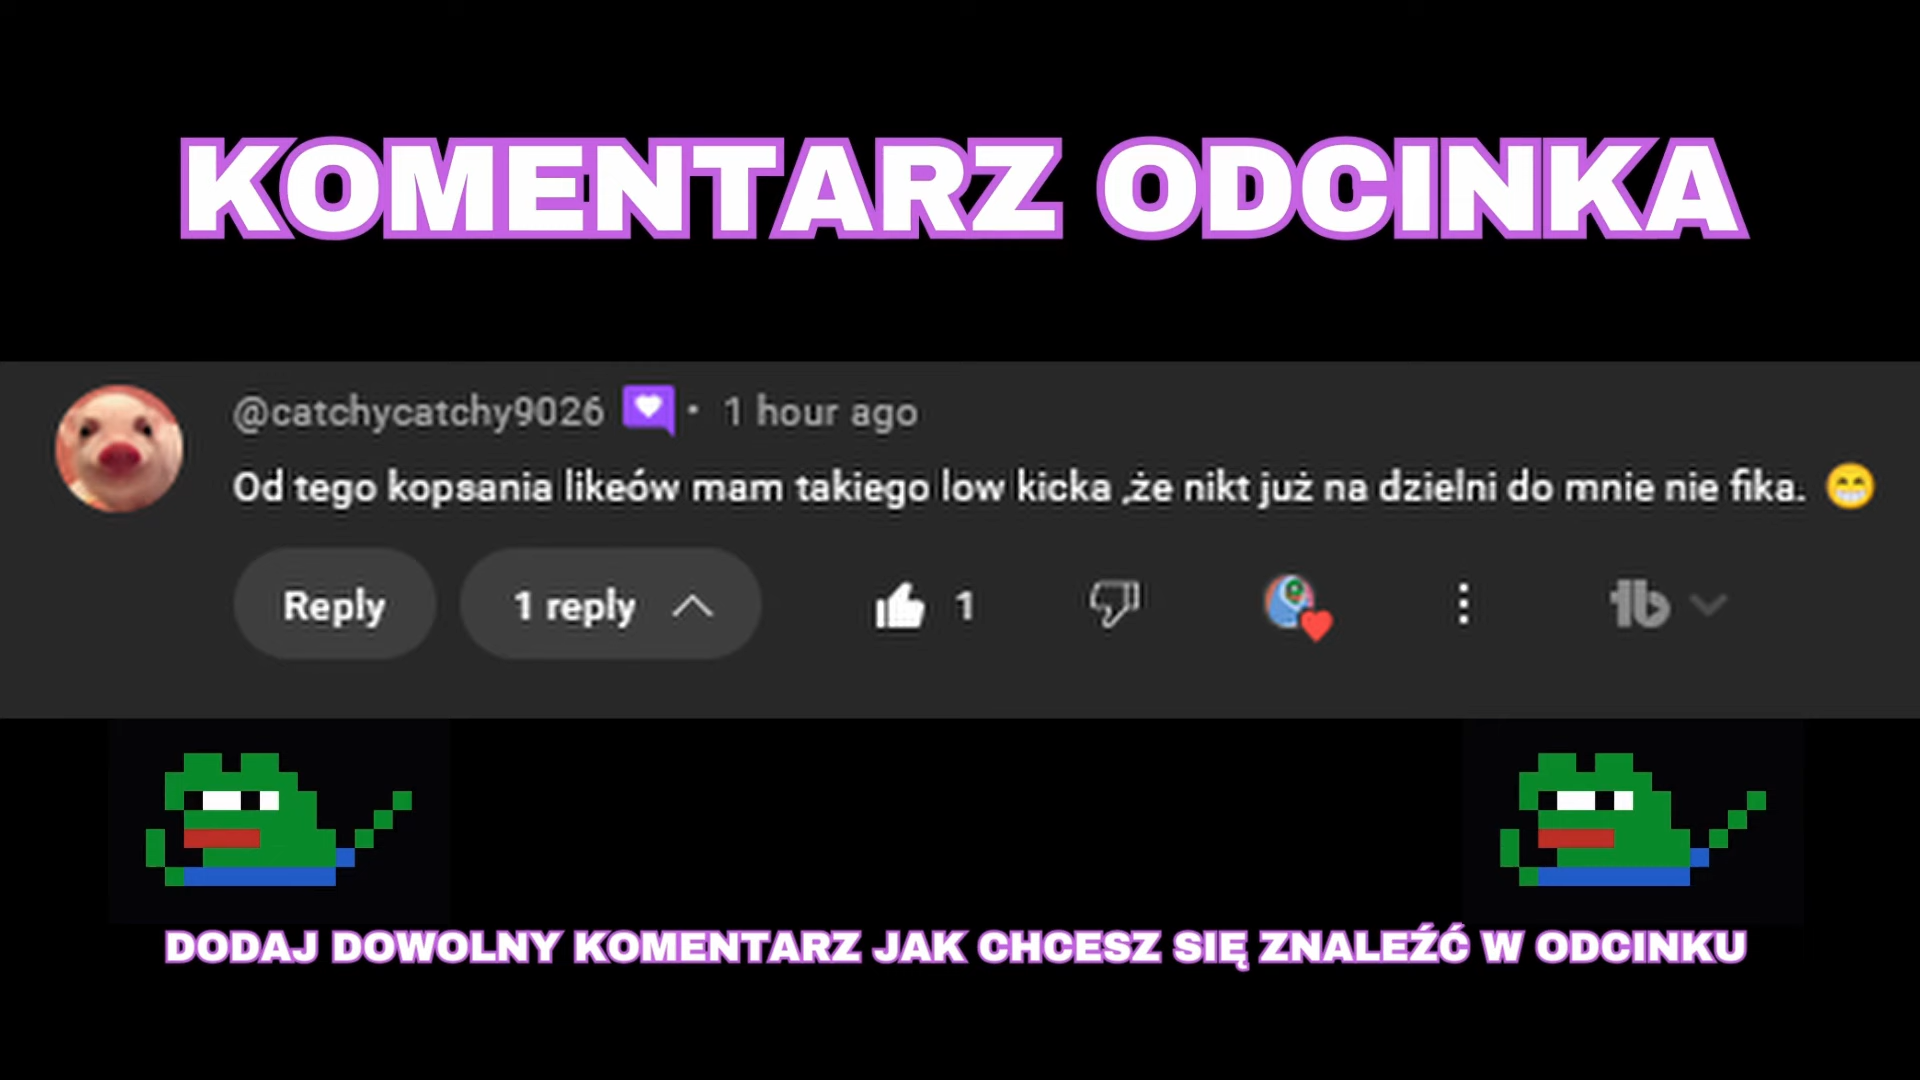 KOMENTARZ ODCINKA
@catchycatchy9026 • 1 hour ago
Od tego kopsania likeów mam takiego low kicka ,że nikt już na dzielni do mnie nie fika. 😁
Reply 1 reply 1 tb
DODAJ DOWOLNY KOMENTARZ JAK CHCESZ SIĘ ZNALEŹĆ W ODCINKU